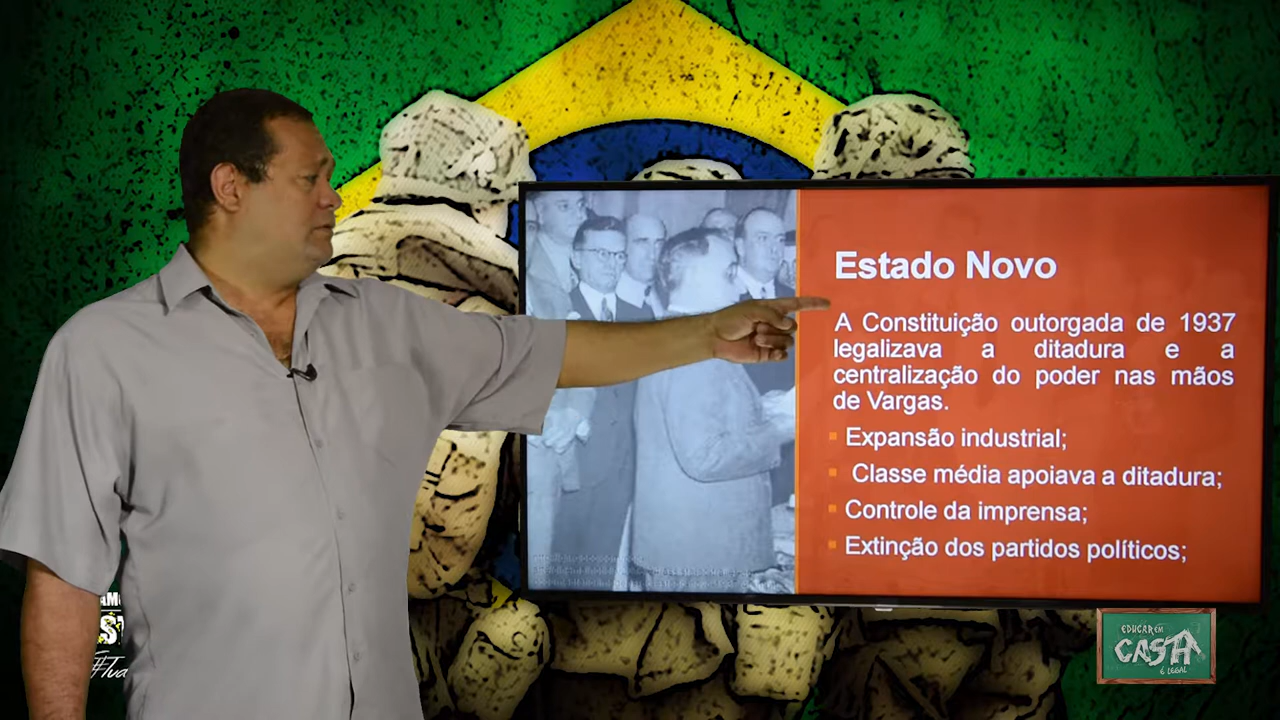 Estado Novo
A Constituição outorgada de 1937
legalizava a ditadura e a
centralização do poder nas mãos
de Vargas.
Expansão industrial;
Classe média apoiava a ditadura;
Controle da imprensa;
Extinção dos partidos políticos;
EDUCAR EM
CASA
É LEGAL